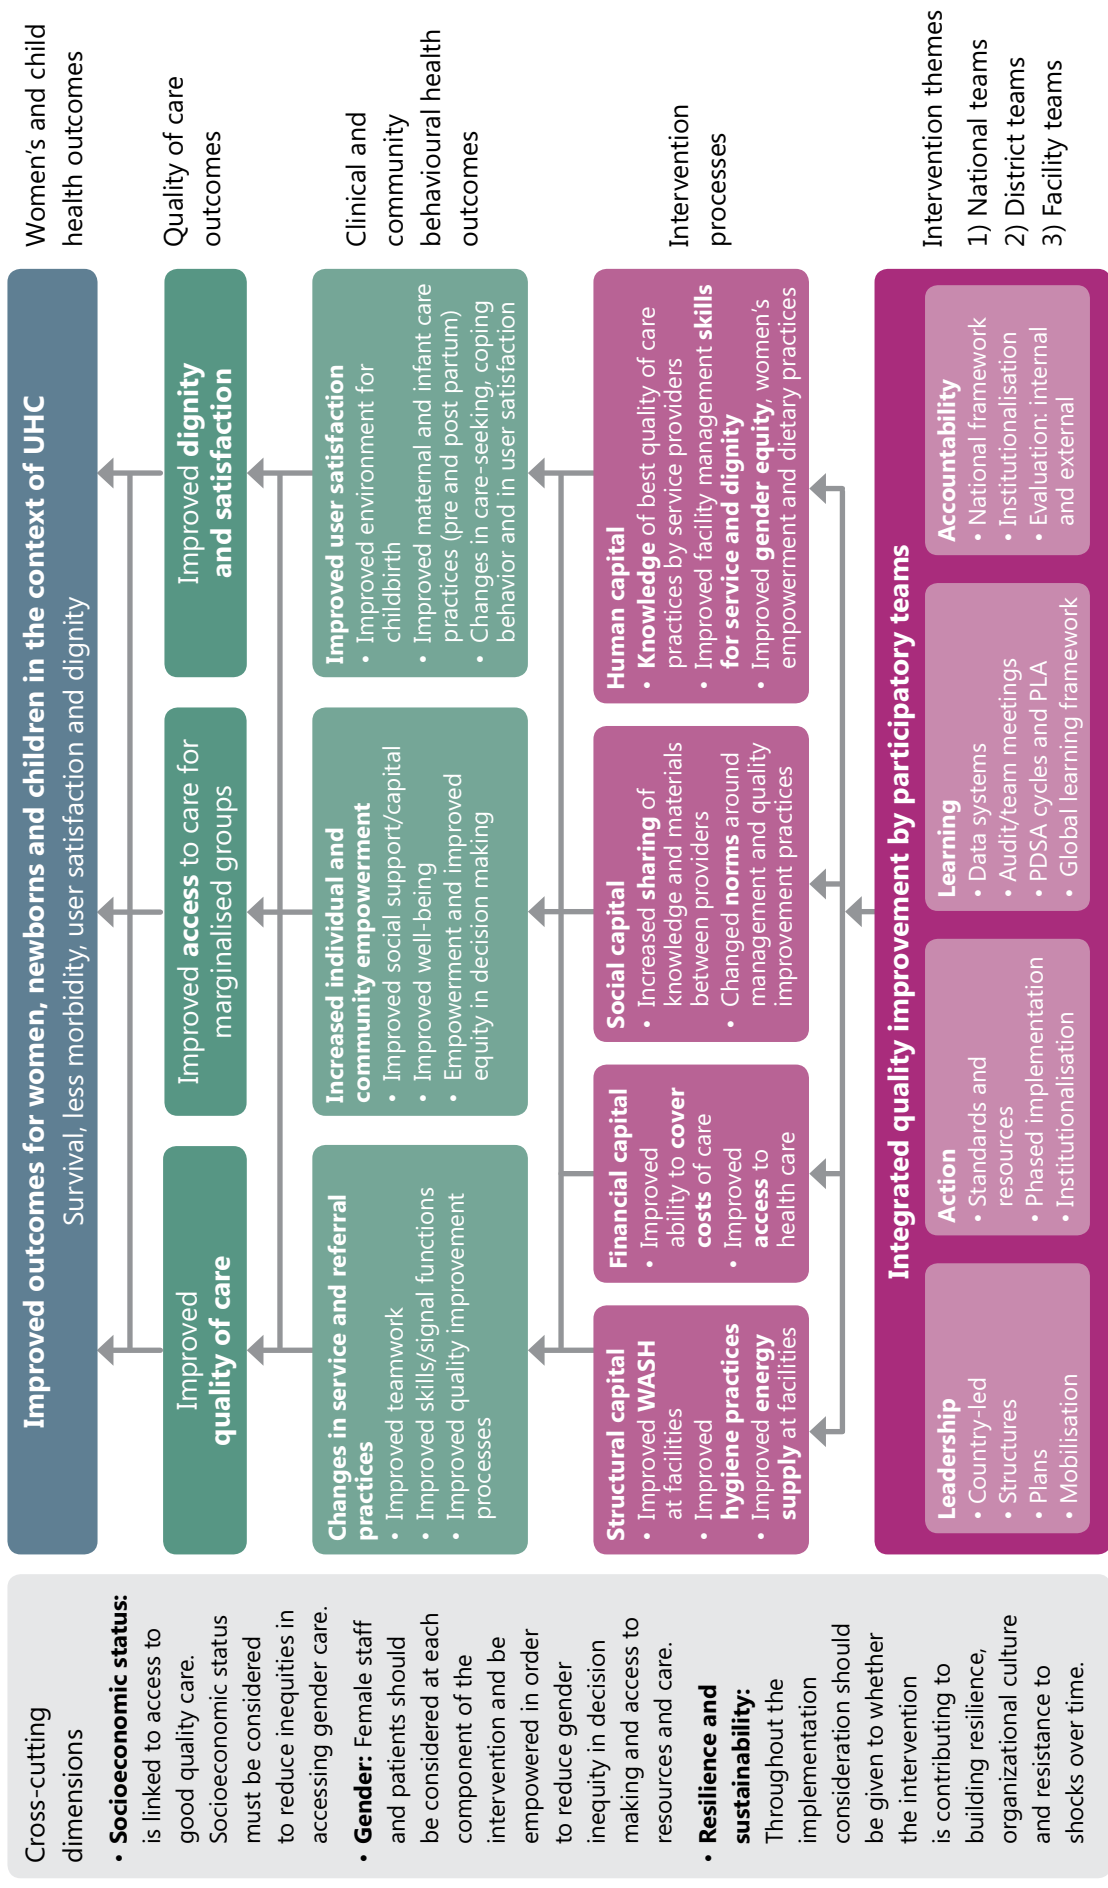 Cross-cutting
dimensions
• Socioeconomic status:
is linked to access to
good quality care.
Socioeconomic status
must be considered
to reduce inequities in
accessing gender care.
• Gender: Female staff
and patients should
be considered at each
component of the
intervention and be
empowered in order
to reduce gender
inequity in decision
making and access to
resources and care.
• Resilience and
sustainability:
Throughout the
implementation
consideration should
be given to whether
the intervention
is contributing to
building resilience,
organizational culture
and resistance to
shocks over time.
Improved outcomes for women, newborns and children in the context of UHC
Survival, less morbidity, user satisfaction and dignity
Women's and child
health outcomes
Improved
quality of care
Improved access to care for
marginalised groups
Improved dignity
and satisfaction
Quality of care
outcomes
Changes in service and referral
practices
• Improved teamwork
• Improved skills/signal functions
• Improved quality improvement
processes
Increased individual and
community empowerment
• Improved social support/capital
• Improved well-being
• Empowerment and improved
equity in decision making
Improved user satisfaction
• Improved environment for
childbirth
• Improved maternal and infant care
practices (pre and post partum)
• Changes in care-seeking, coping
behavior and in user satisfaction
Clinical and
community
behavioural health
outcomes
Structural capital
• Improved WASH
at facilities
• Improved
hygiene practices
• Improved energy
supply at facilities
Financial capital
• Improved
ability to cover
costs of care
• Improved
access to
health care
Social capital
• Increased sharing of
knowledge and materials
between providers
• Changed norms around
management and quality
improvement practices
Human capital
• Knowledge of best quality of care
practices by service providers
• Improved facility management skills
for service and dignity
• Improved gender equity, women's
empowerment and dietary practices
Intervention
processes
Integrated quality improvement by participatory teams
Leadership
• Country-led
• Structures
• Plans
• Mobilisation
Action
• Standards and
resources
• Phased implementation
• Institutionalisation
Learning
• Data systems
• Audit/team meetings
• PDSA cycles and PLA
• Global learning framework
Accountability
• National framework
• Institutionalisation
• Evaluation: internal
and external
Intervention themes
1) National teams
2) District teams
3) Facility teams